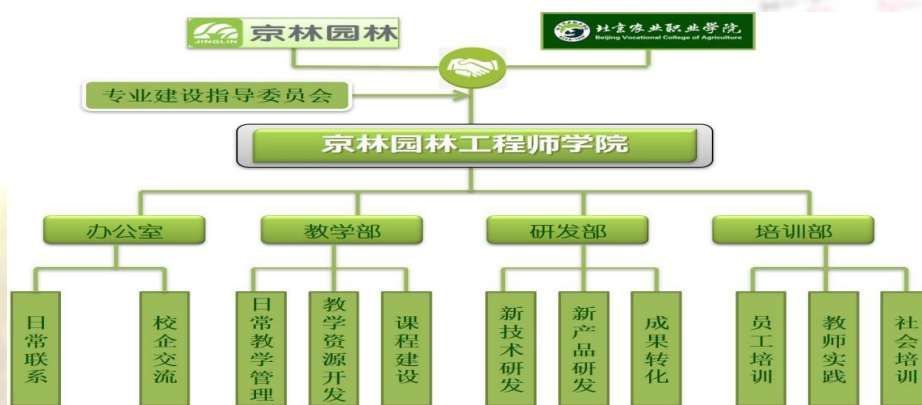 京林园林
JINGLIN
北京农业职业学院
Beijing Vocational College of Agriculture
专业建设指导委员会
京林园林工程师学院
办公室
教学部
研发部
培训部
日常联系
校企交流
日常教学管理
教学资源开发
课程建设
新技术研发
新产品研发
成果转化
员工培训
教师实践
社会培训